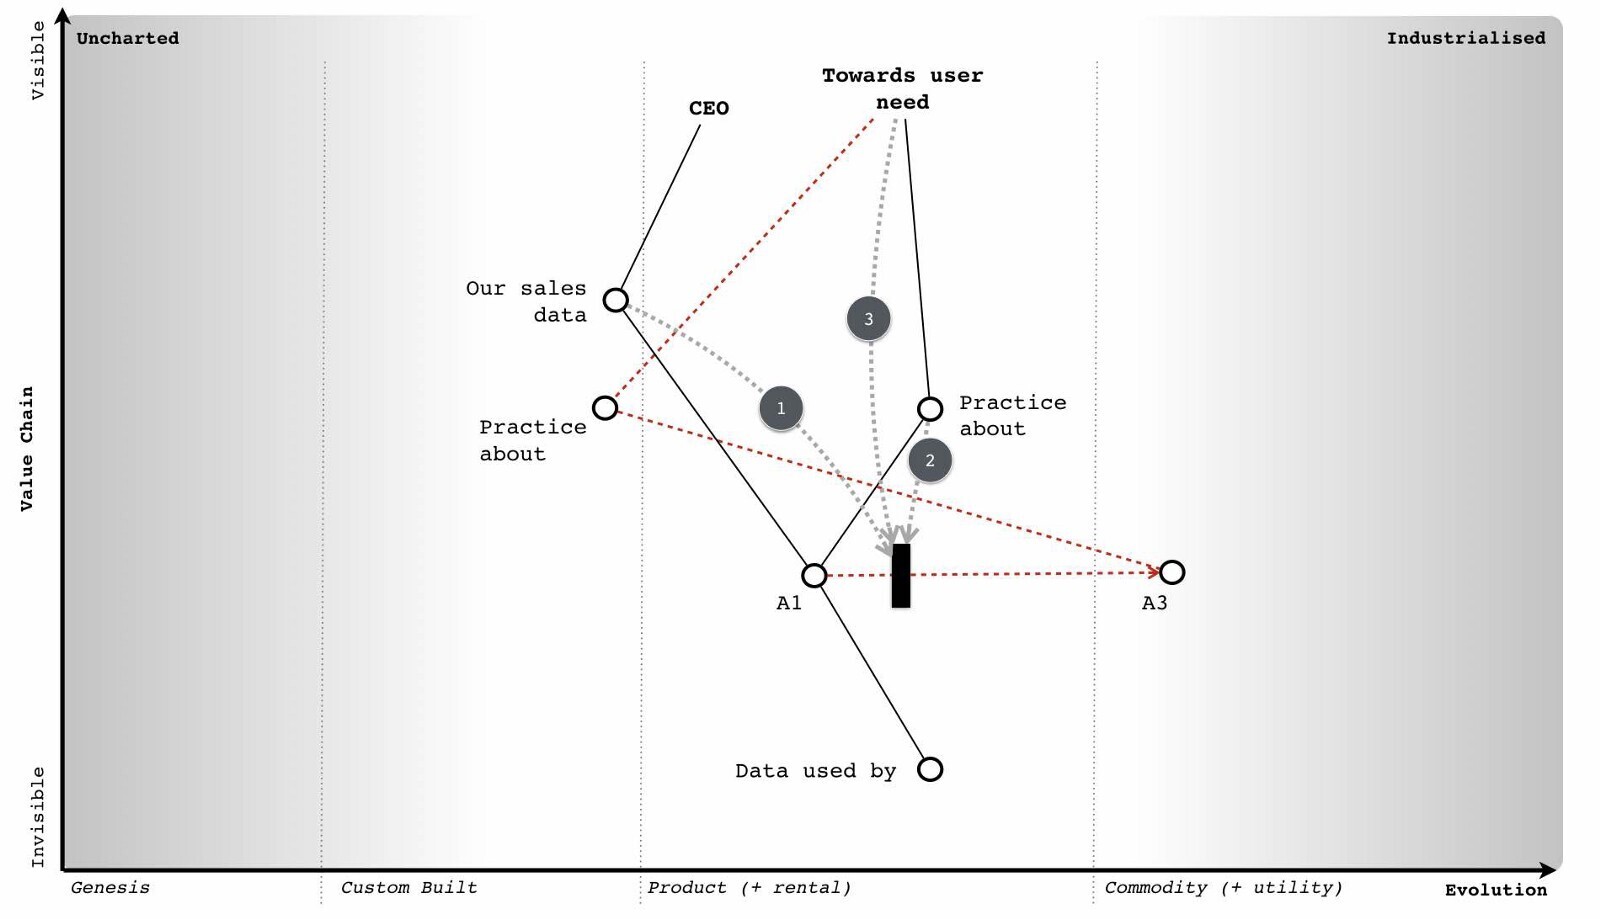 Visible
Uncharted
Industrialised
Towards user
need
CEO
Our sales
data
3
1
Practice
about
Practice
about
2
Value Chain
A1
A3
Data used by
Invisible
Genesis
Custom Built
Product (+ rental)
Commodity (+ utility)
Evolution